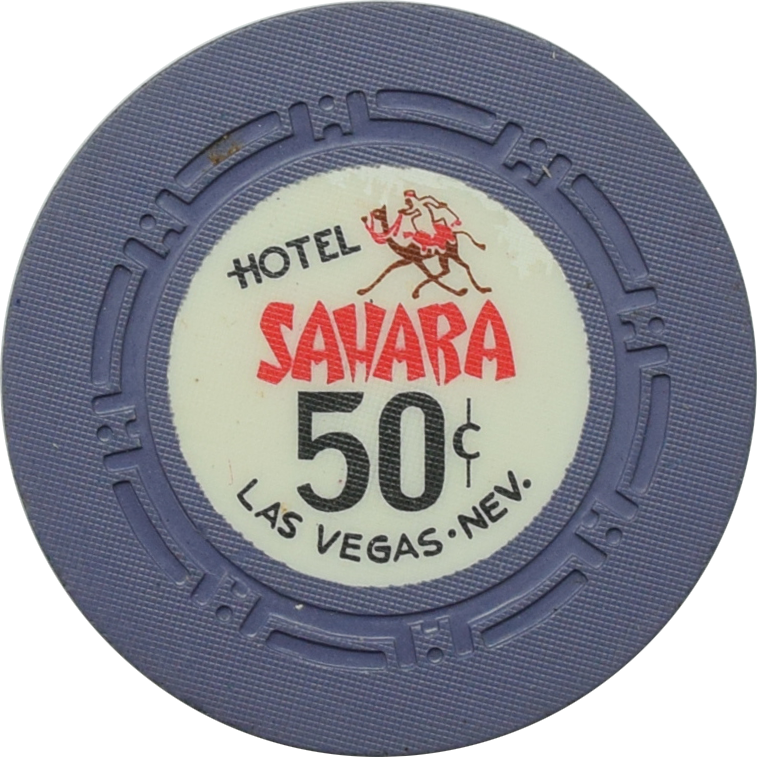 HOTEL
SAHARA
50¢
LAS VEGAS·NEV.